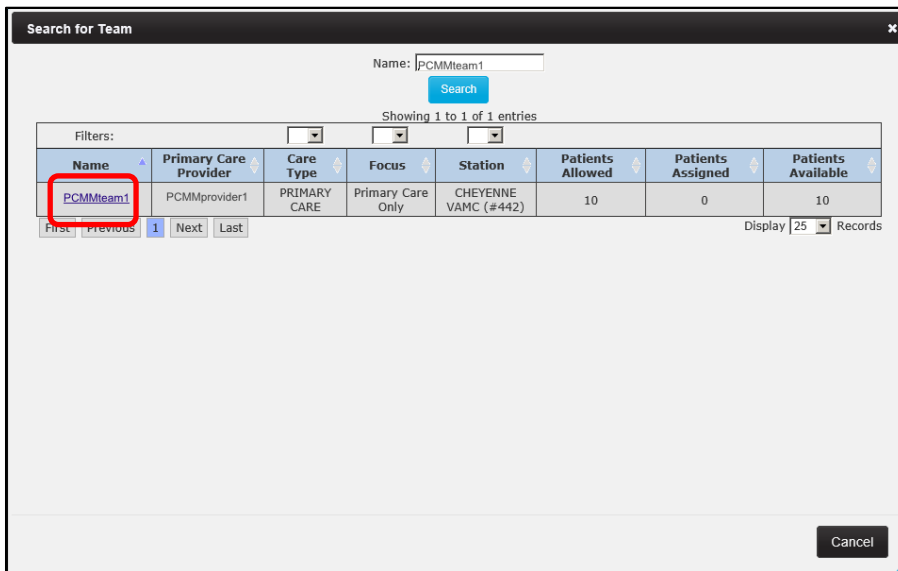 Search for Team
Name: PCMMteam1
Search
Showing 1 to 1 of 1 entries
Filters:
Name Primary Care Provider Care Type Focus Station Patients Allowed Patients Assigned Patients Available
PCMMteam1 PCMMprovider1 PRIMARY CARE Primary Care Only CHEYENNE VAMC (#442) 10 0 10
First Previous 1 Next Last Display 25 Records
Cancel